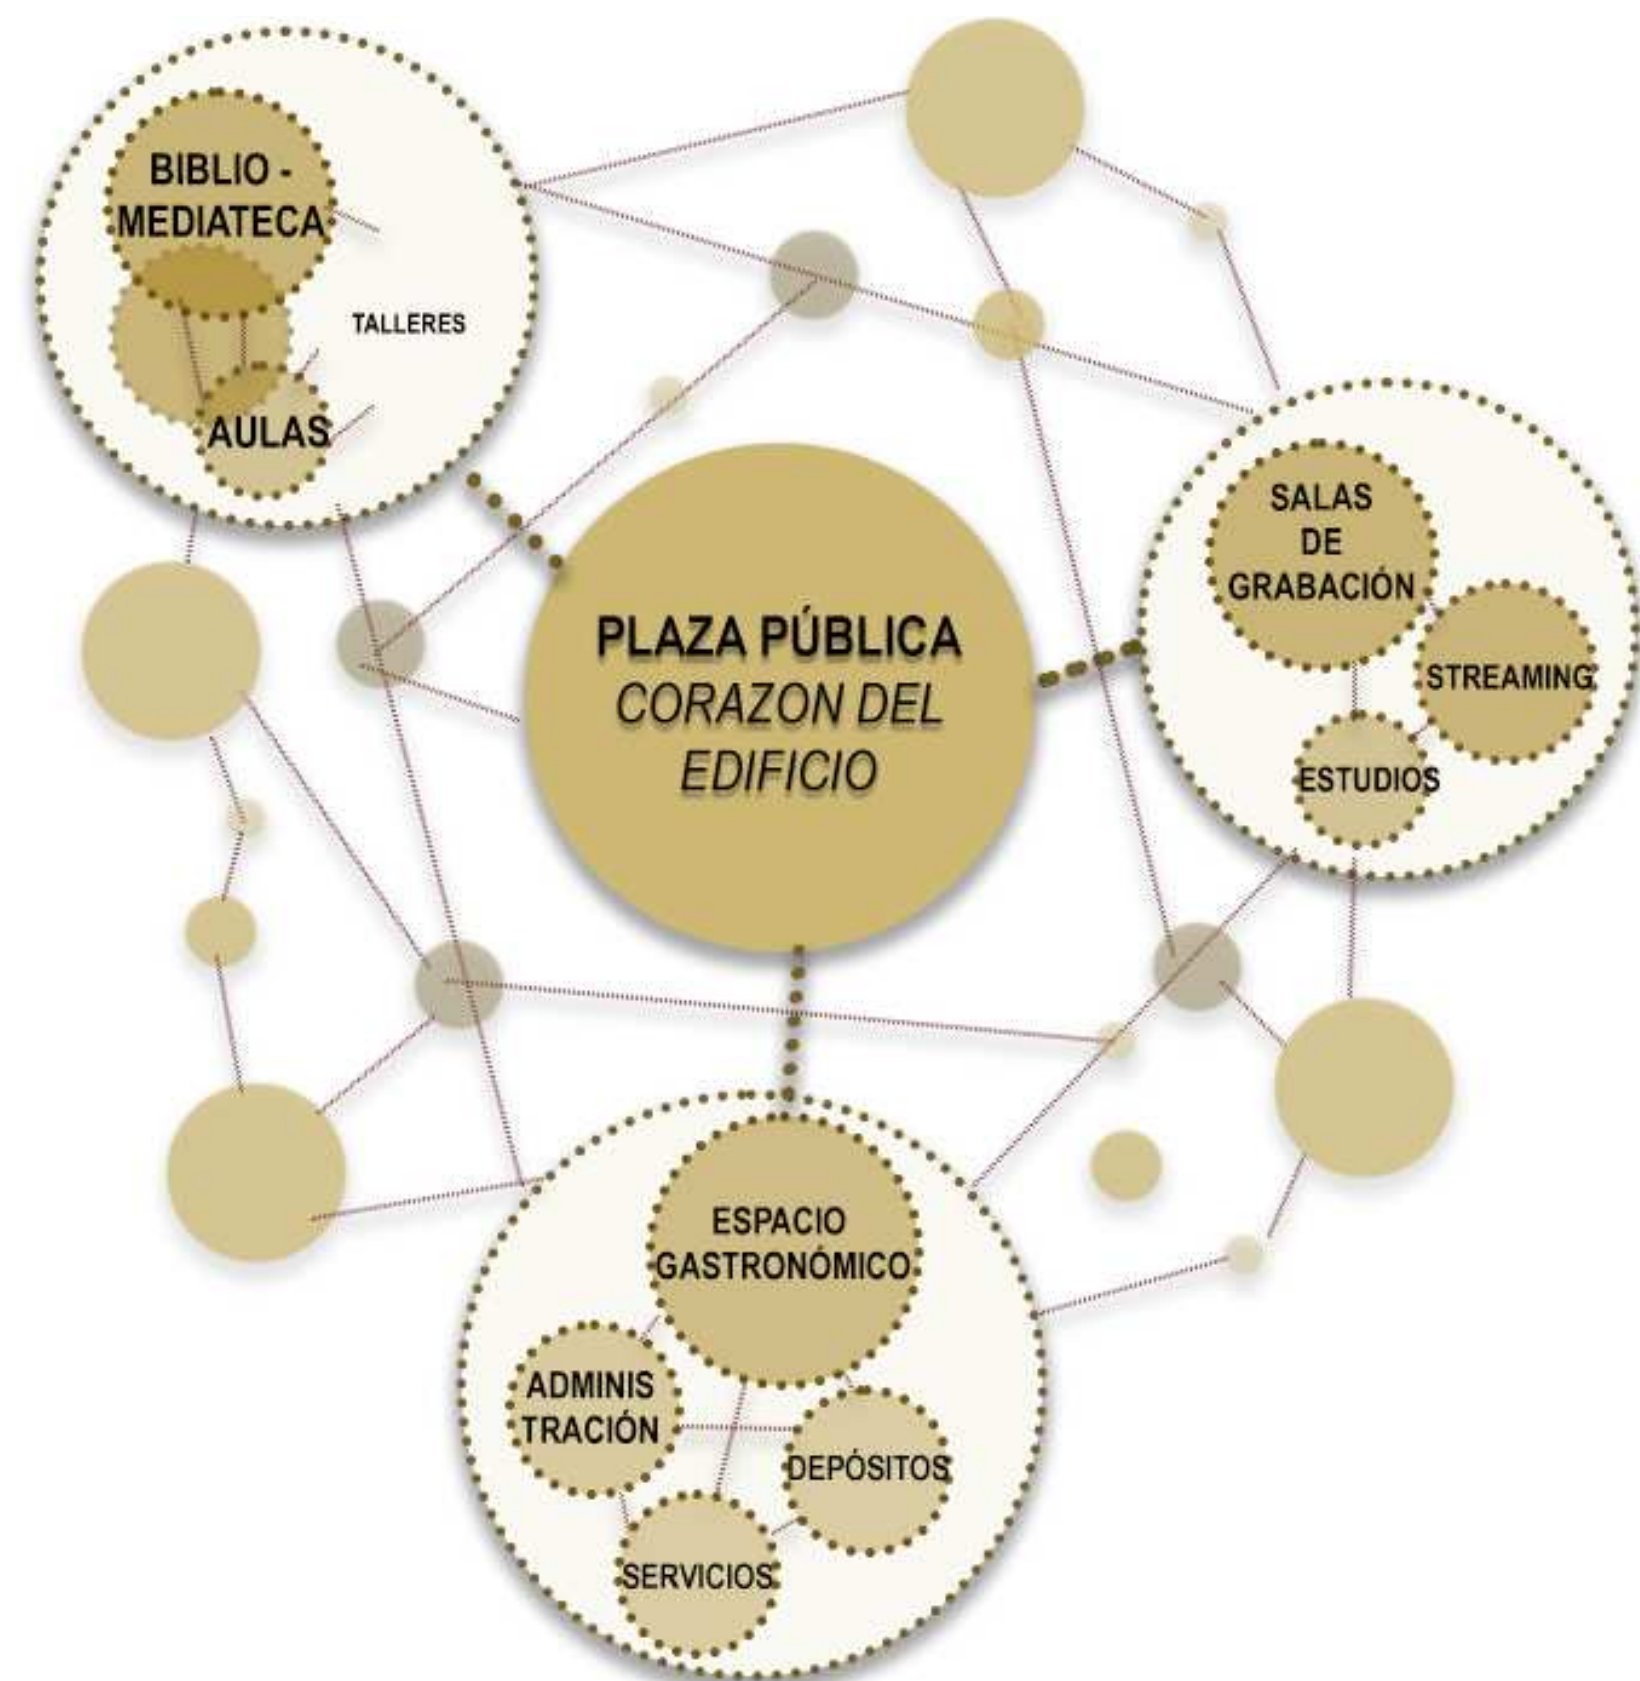 BIBLIO -
MEDIATECA
TALLERES
AULAS
PLAZA PÚBLICA
CORAZON DEL
EDIFICIO
SALAS
DE
GRABACIÓN
STREAMING
ESTUDIOS
ESPACIO
GASTRONÓMICO
ADMINIS
TRACIÓN
DEPÓSITOS
SERVICIOS